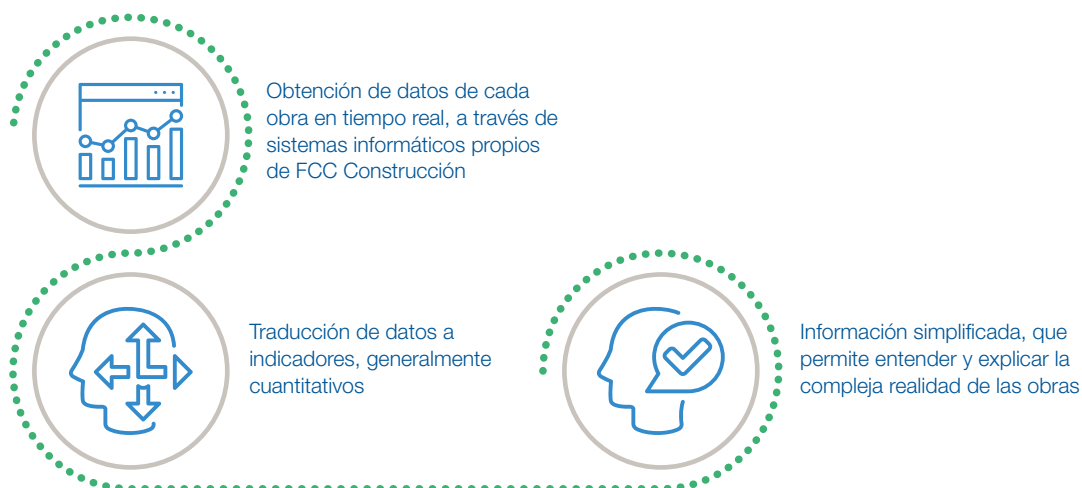 Obtención de datos de cada
obra en tiempo real, a través de
sistemas informáticos propios
de FCC Construcción
Traducción de datos a
indicadores, generalmente
cuantitativos
Información simplificada, que
permite entender y explicar la
compleja realidad de las obras